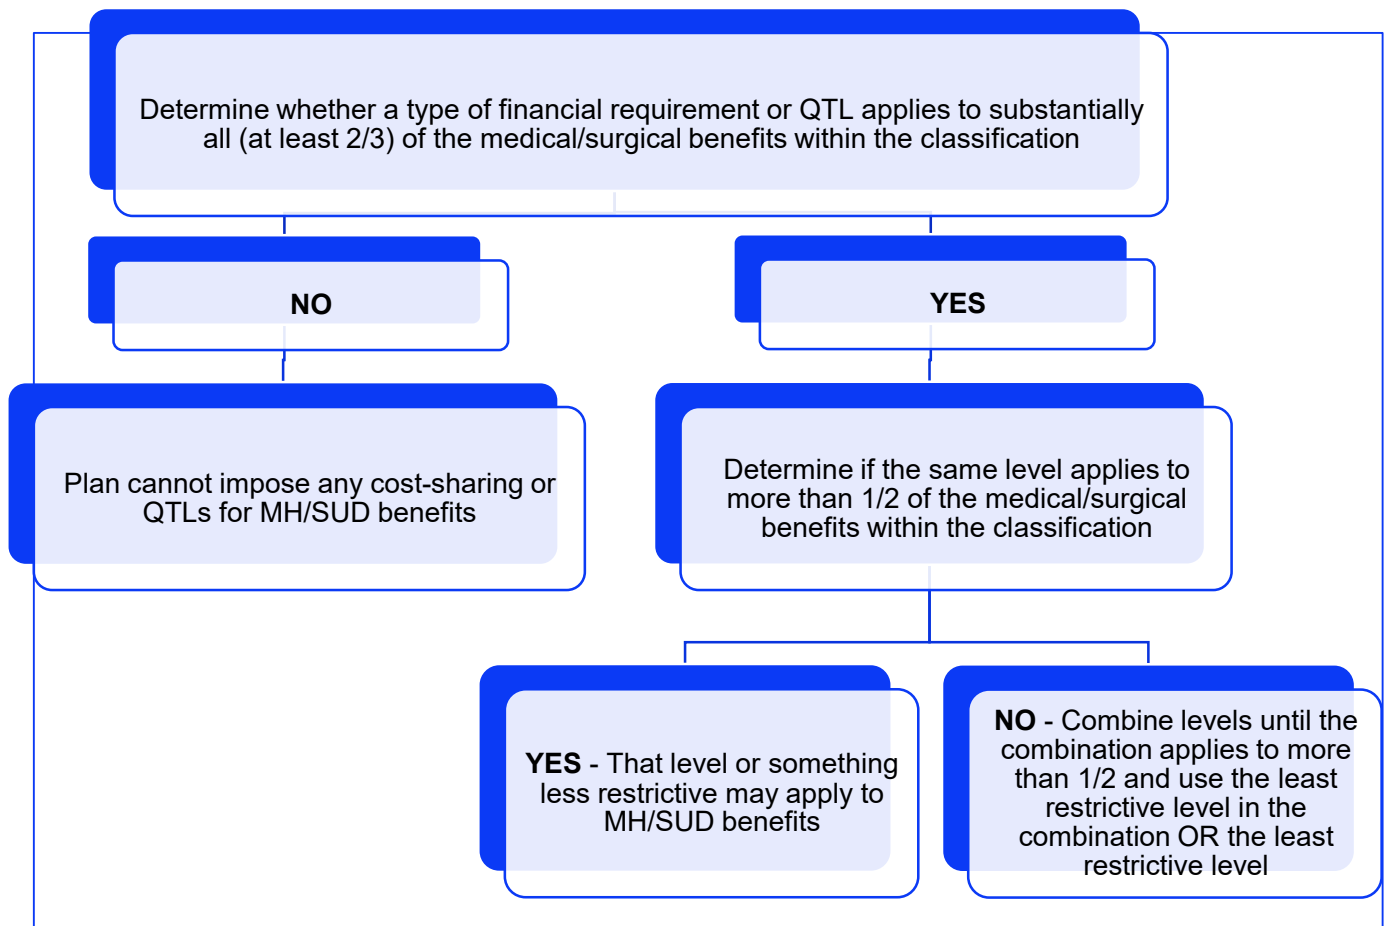 Determine whether a type of financial requirement or QTL applies to substantially
all (at least 2/3) of the medical/surgical benefits within the classification
NO
YES
Plan cannot impose any cost-sharing or
QTLs for MH/SUD benefits
Determine if the same level applies to
more than 1/2 of the medical/surgical
benefits within the classification
YES - That level or something
less restrictive may apply to
MH/SUD benefits
NO - Combine levels until the
combination applies to more
than 1/2 and use the least
restrictive level in the
combination OR the least
restrictive level